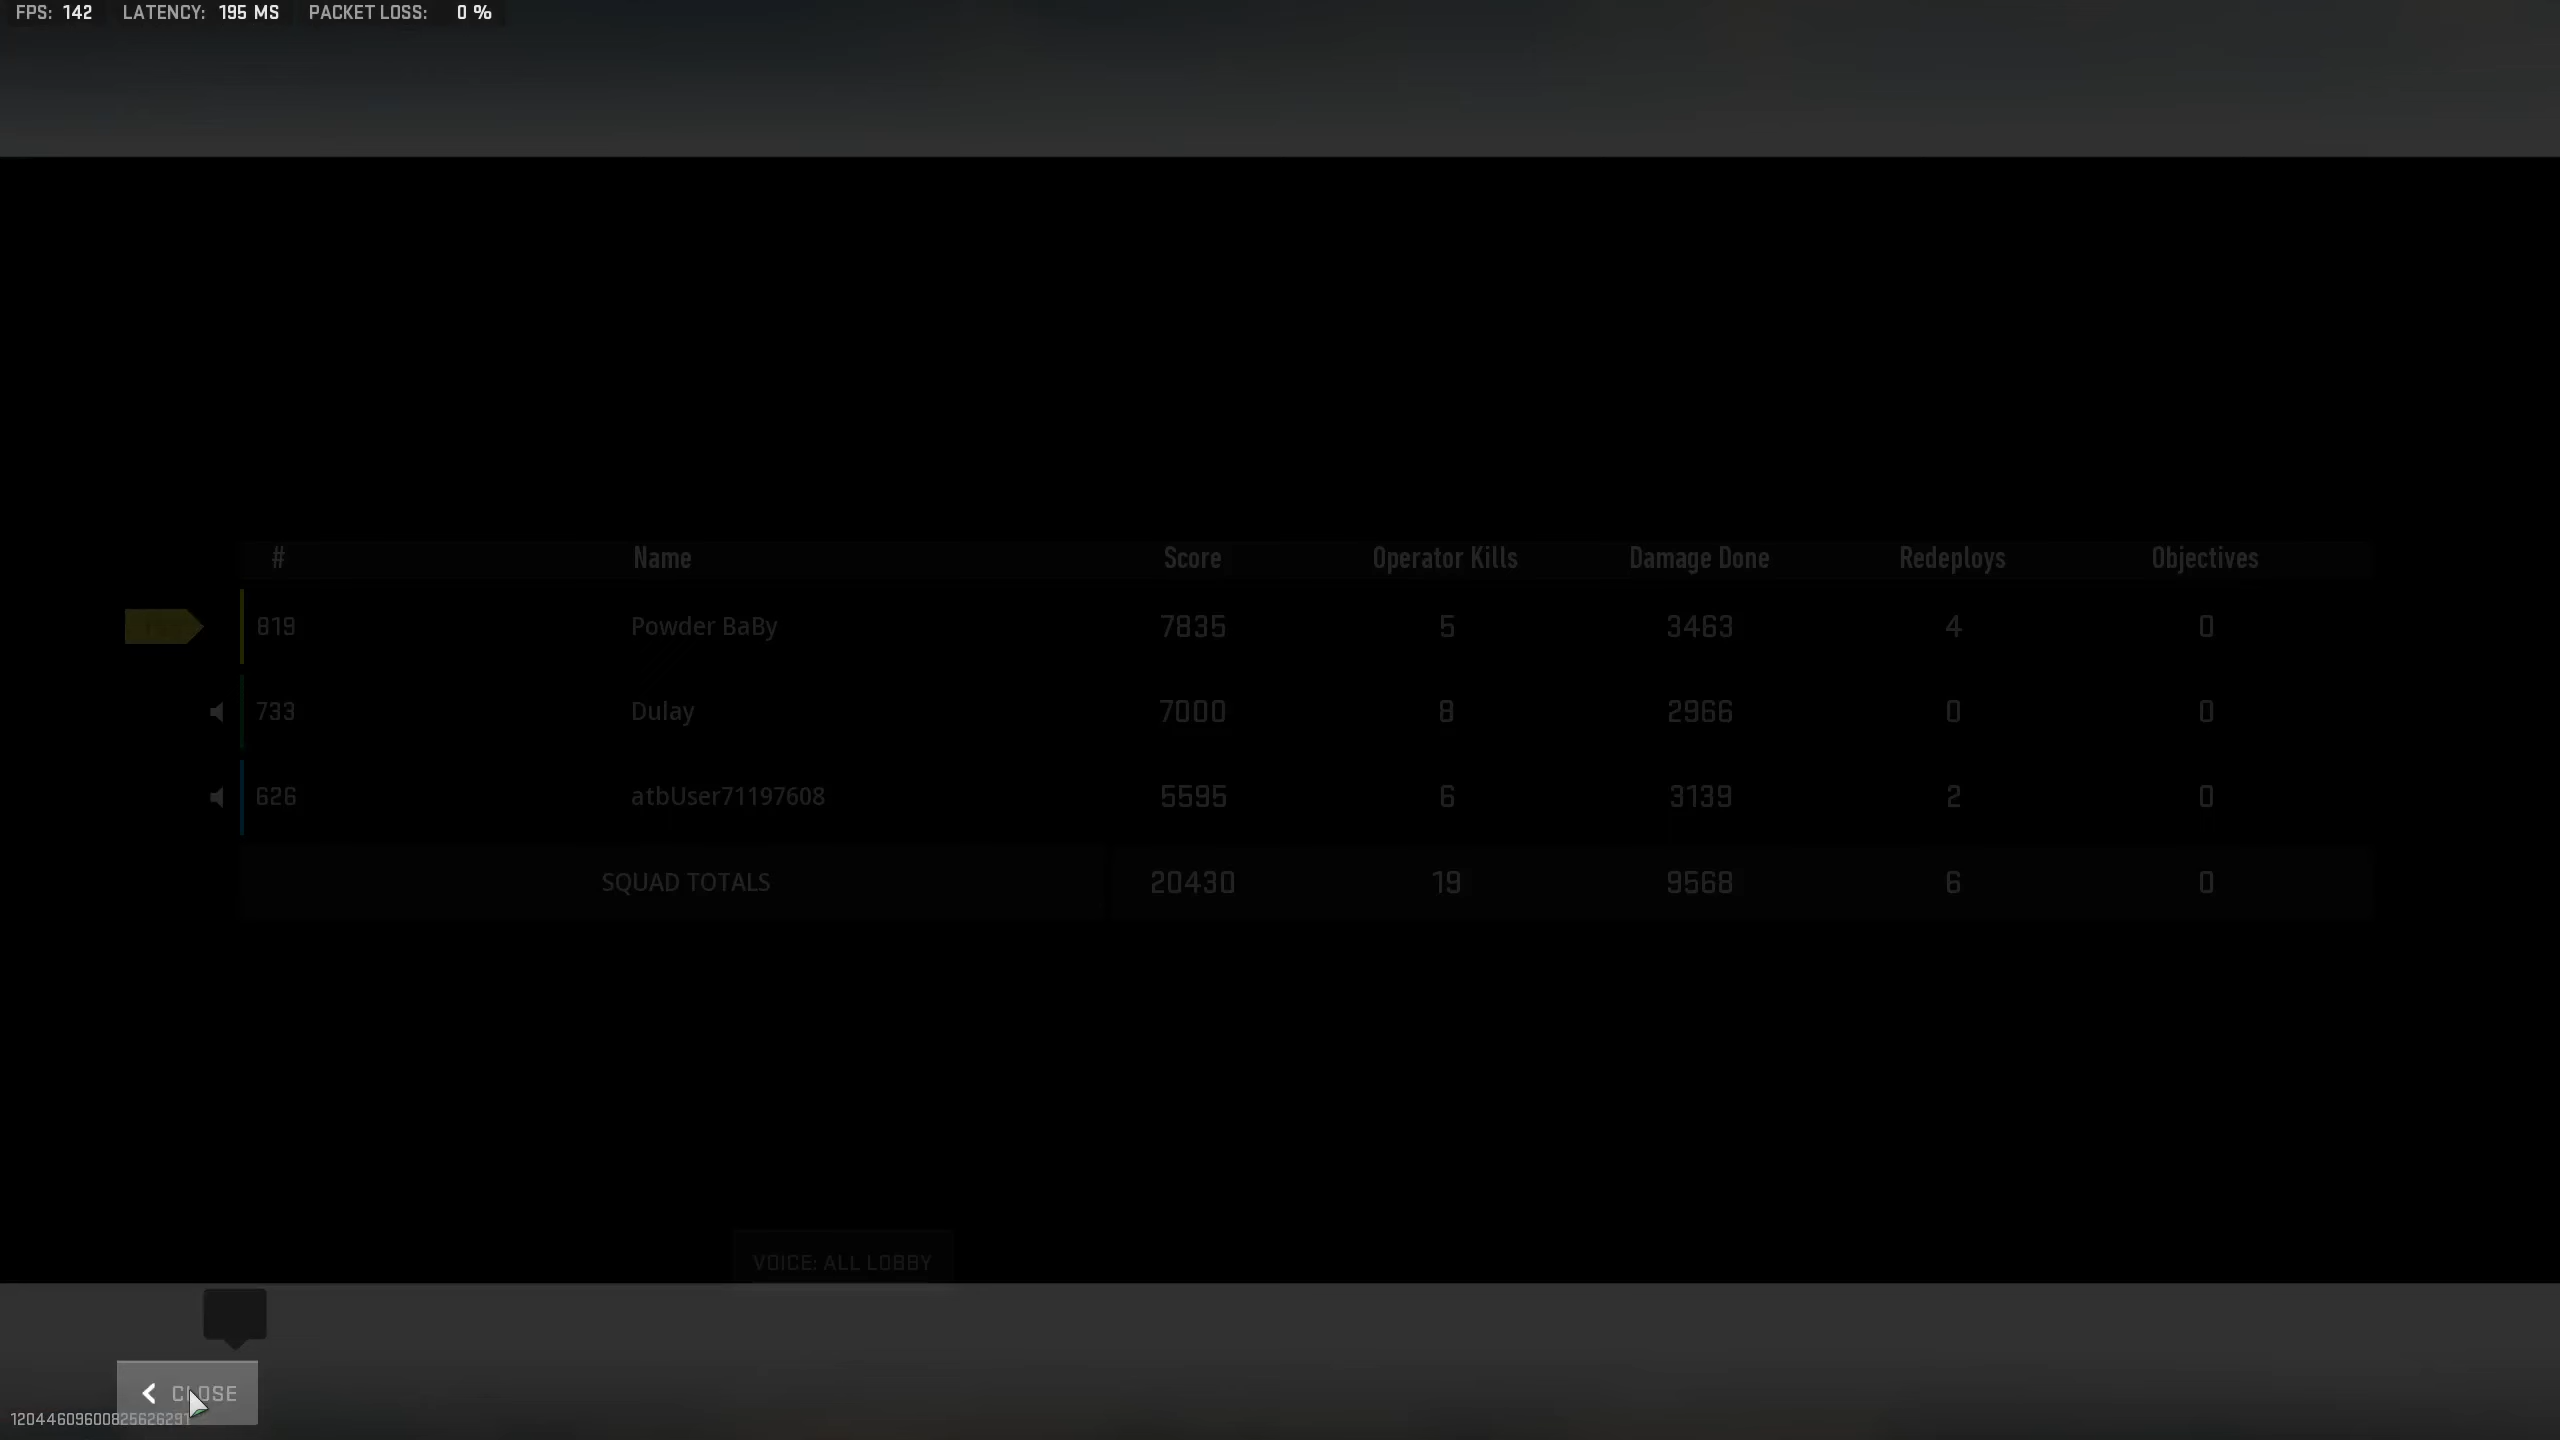 FPS: 142 LATENCY: 195 MS PACKET LOSS: 0 %
# Name Score Operator Kills Damage Done Redeploys Objectives
819 Powder BaBy 7835 5 3463 4 0
733 Dulay 7000 8 2966 0 0
626 atbUser71197608 5595 6 3139 2 0
SQUAD TOTALS 20430 19 9568 6 0
VOICE: ALL LOBBY
CLOSE